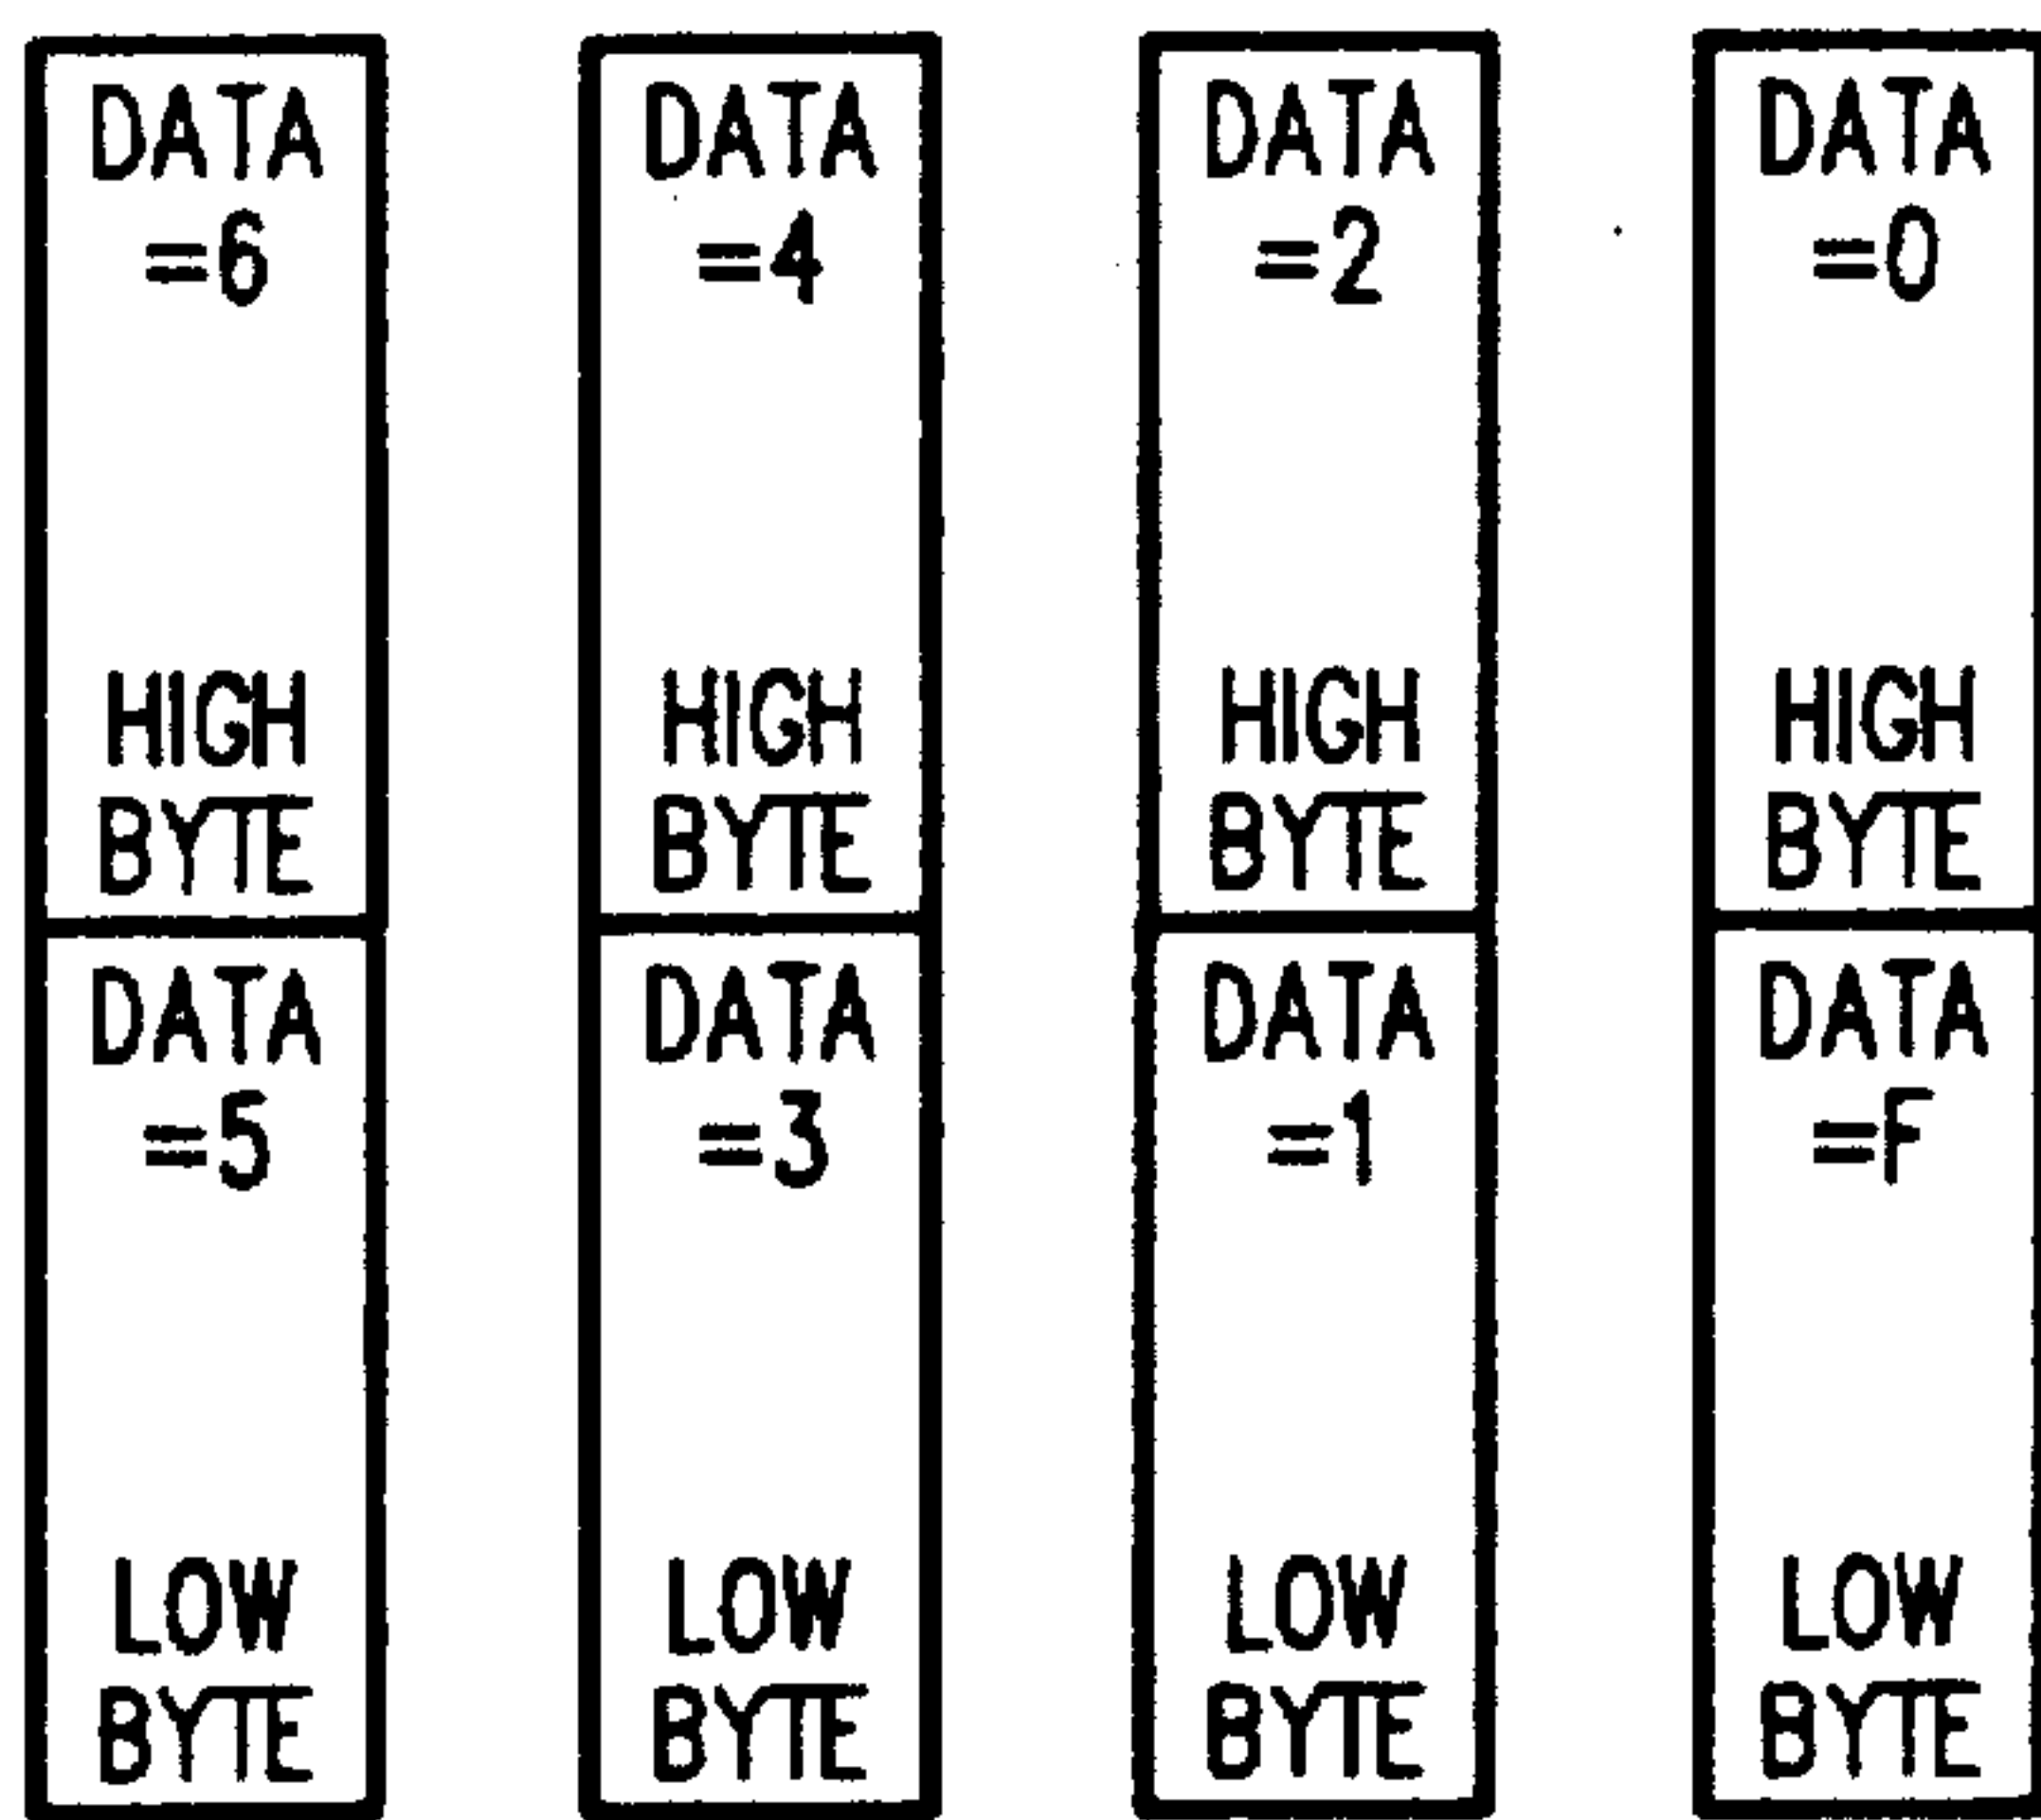 DATA
=6
HIGH
BYTE
DATA
=5
LOW
BYTE
DATA
=4
HIGH
BYTE
DATA
=3
LOW
BYTE
DATA
=2
HIGH
BYTE
DATA
=1
LOW
BYTE
DATA
=0
HIGH
BYTE
DATA
=F
LOW
BYTE